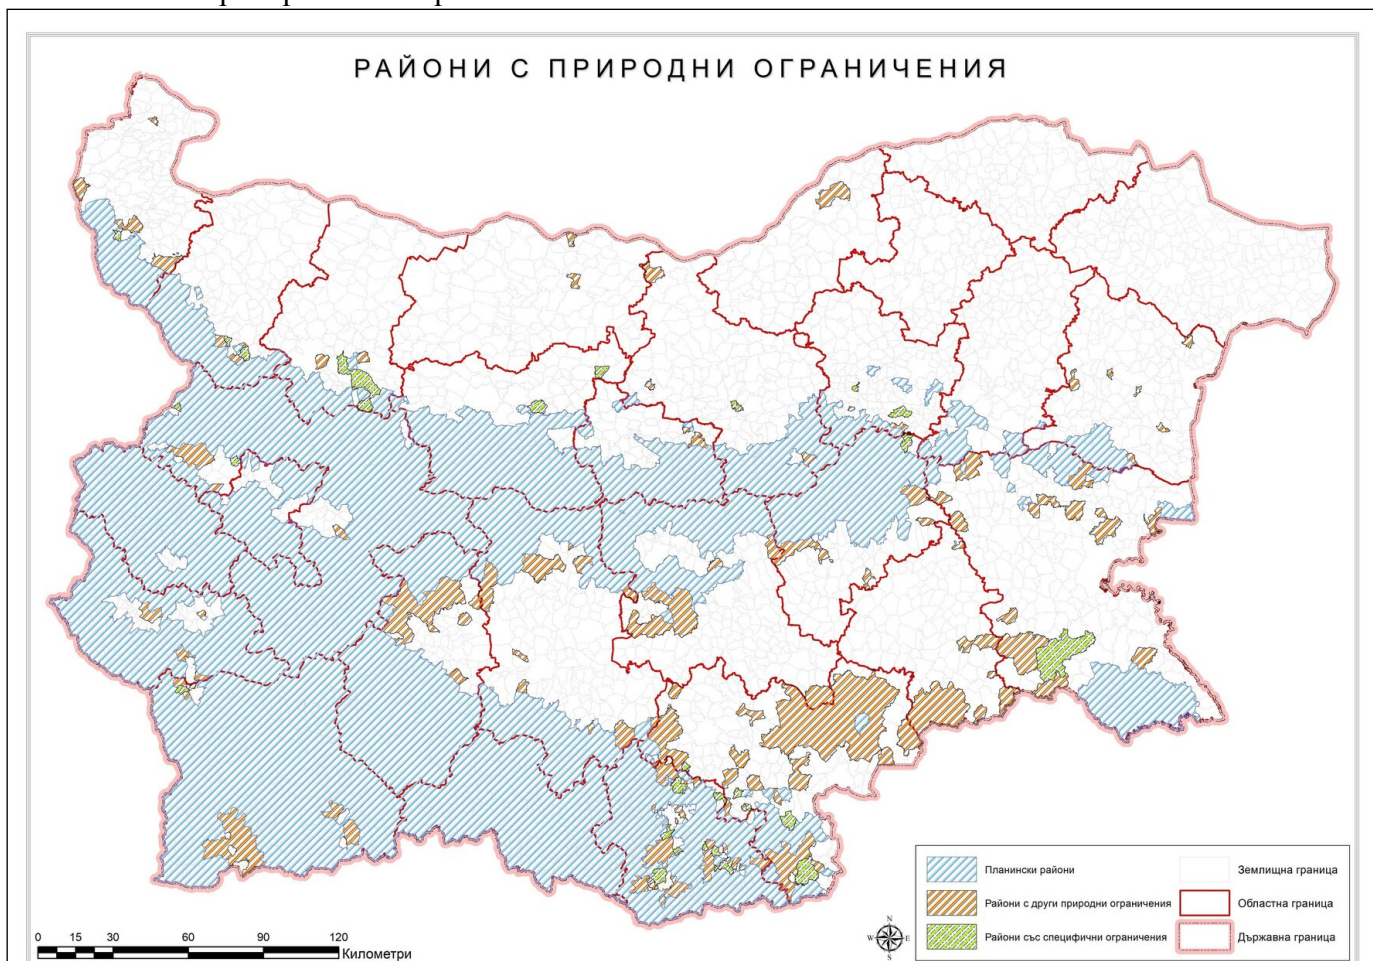 РАЙОНИ С ПРИРОДНИ ОГРАНИЧЕНИЯ
Планински райони
Землищна граница
Райони с други природни ограничения
Областна граница
Райони със специфични ограничения
Държавна граница
N
W E
S
0 15 30 60 90 120
Километри